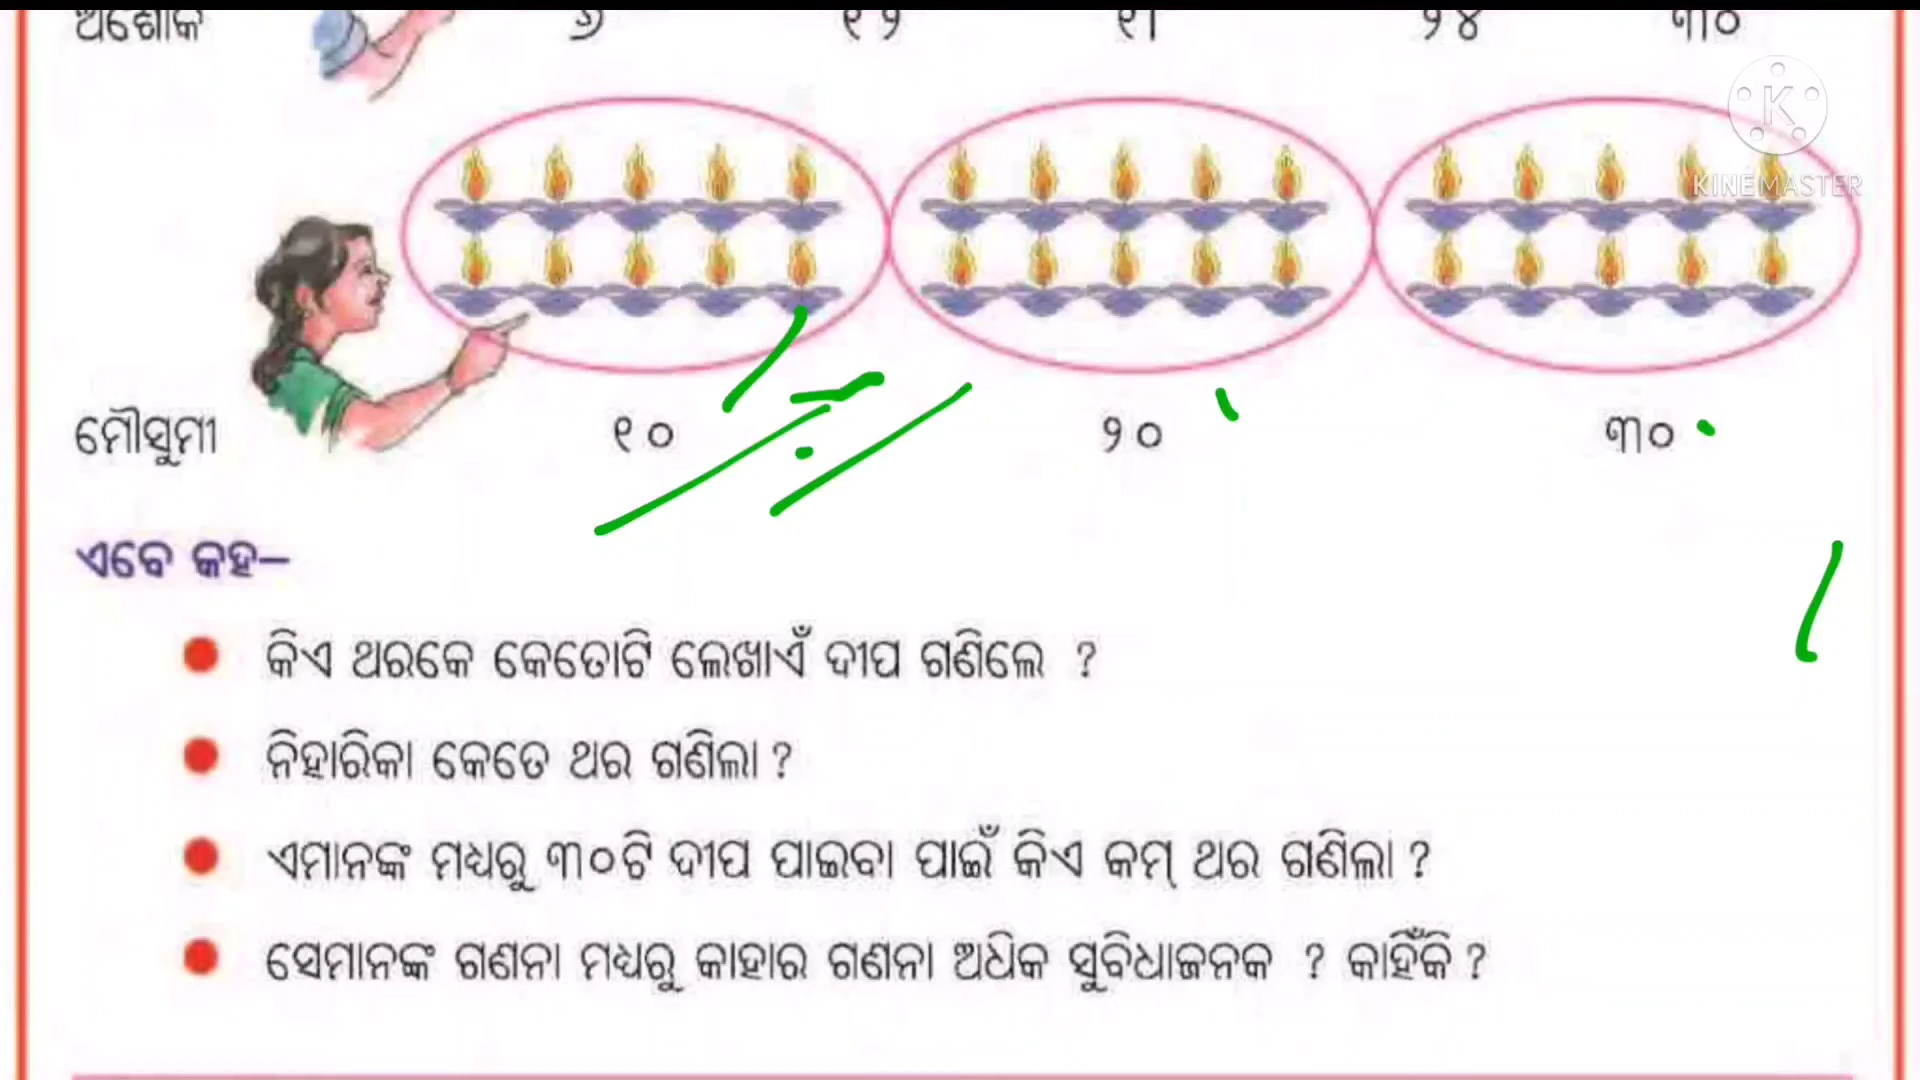 ଅଶୋକ ୬ ୧୨ ୧୮ ୨୪ ୩୦
K
KINEMASTER
ମୌସୁମୀ ୧୦ ୨୦ ୩୦
ଏବେ କହ–
କିଏ ଥରକେ କେତୋଟି ଲେଖାଏଁ ଦୀପ ଗଣିଲେ ?
ନିହାରିକା କେତେ ଥର ଗଣିଲା ?
ଏମାନଙ୍କ ମଧ୍ୟରୁ ୩୦ଟି ଦୀପ ପାଇବା ପାଇଁ କିଏ କମ୍ ଥର ଗଣିଲା ?
ସେମାନଙ୍କ ଗଣନା ମଧ୍ୟରୁ କାହାର ଗଣନା ଅଧିକ ସୁବିଧାଜନକ ? କାହିଁକି ?